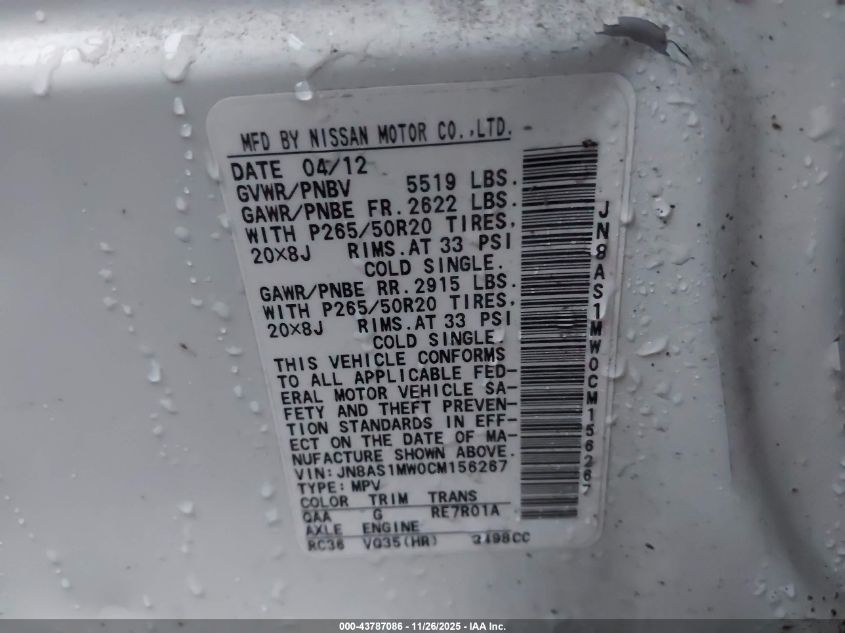 MFD BY NISSAN MOTOR CO.,LTD.
DATE 04/12
GVWR/PNBV 5519 LBS.
GAWR/PNBE FR.2622 LBS.
WITH P265/50R20 TIRES,
20×8J RIMS.AT 33 PSI
COLD SINGLE.
GAWR/PNBE RR.2915 LBS.
WITH P265/50R20 TIRES,
20×8J RIMS.AT 33 PSI
COLD SINGLE.
THIS VEHICLE CONFORMS
TO ALL APPLICABLE FED-
ERAL MOTOR VEHICLE SA-
FETY AND THEFT PREVEN-
TION STANDARDS IN EFF-
ECT ON THE DATE OF MA-
NUFACTURE SHOWN ABOVE.
VIN:JN8AS1MW0CM156267
TYPE:MPV
COLOR TRIM TRANS
QAA G RE7R01A
AXLE ENGINE
RC36 VQ35(HR) 3498CC
JN8AS1MW0CM156267
000-43787086 - 11/26/2025 - IAA Inc.